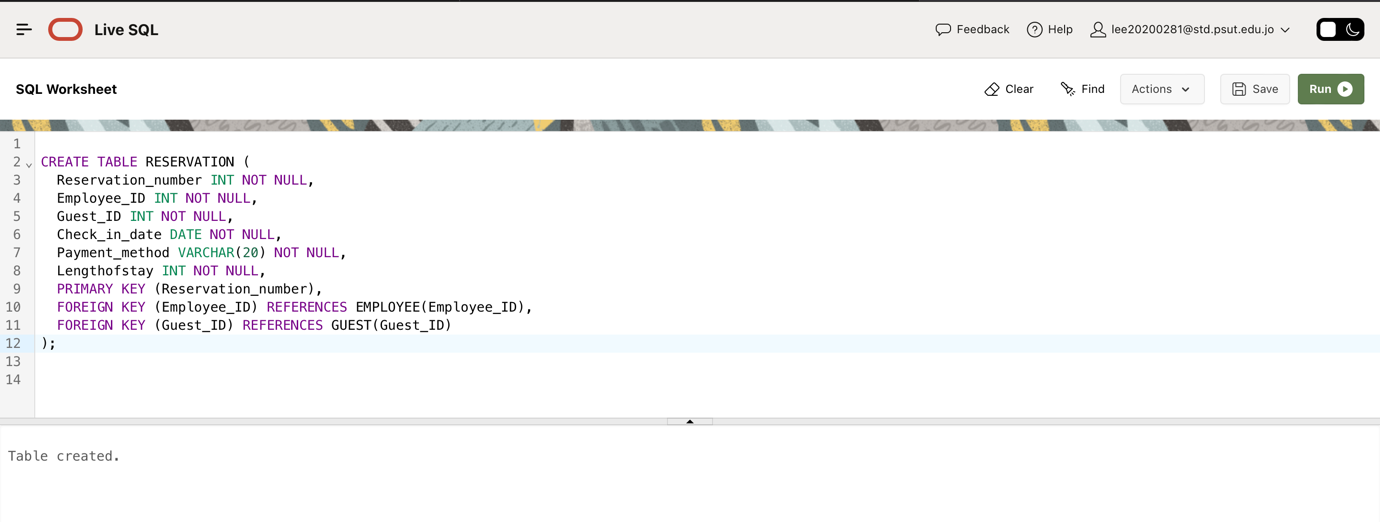 Live SQL
Feedback
Help
lee20200281@std.psut.edu.jo
SQL Worksheet
Clear
Find
Actions
Save
Run
1
2 CREATE TABLE RESERVATION (
3 Reservation_number INT NOT NULL,
4 Employee_ID INT NOT NULL,
5 Guest_ID INT NOT NULL,
6 Check_in_date DATE NOT NULL,
7 Payment_method VARCHAR(20) NOT NULL,
8 Lengthofstay INT NOT NULL,
9 PRIMARY KEY (Reservation_number),
10 FOREIGN KEY (Employee_ID) REFERENCES EMPLOYEE(Employee_ID),
11 FOREIGN KEY (Guest_ID) REFERENCES GUEST(Guest_ID)
12 );
13
14
Table created.